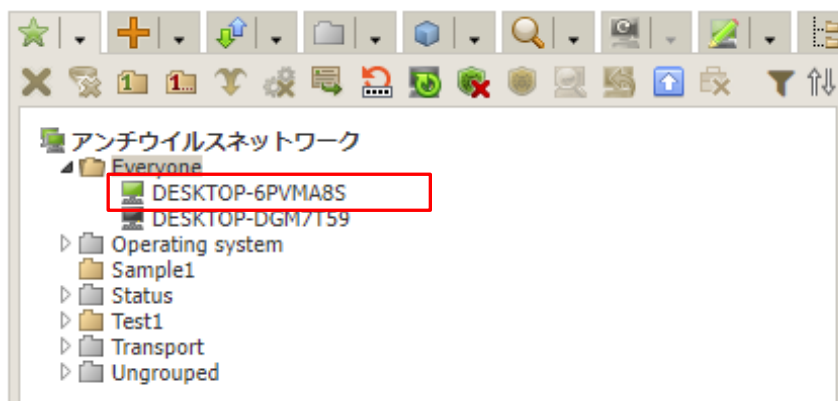 アンチウイルスネットワーク
Everyone
DESKTOP-6PVMA8S
DESKTOP-DGM7T59
Operating system
Sample1
Status
Test1
Transport
Ungrouped